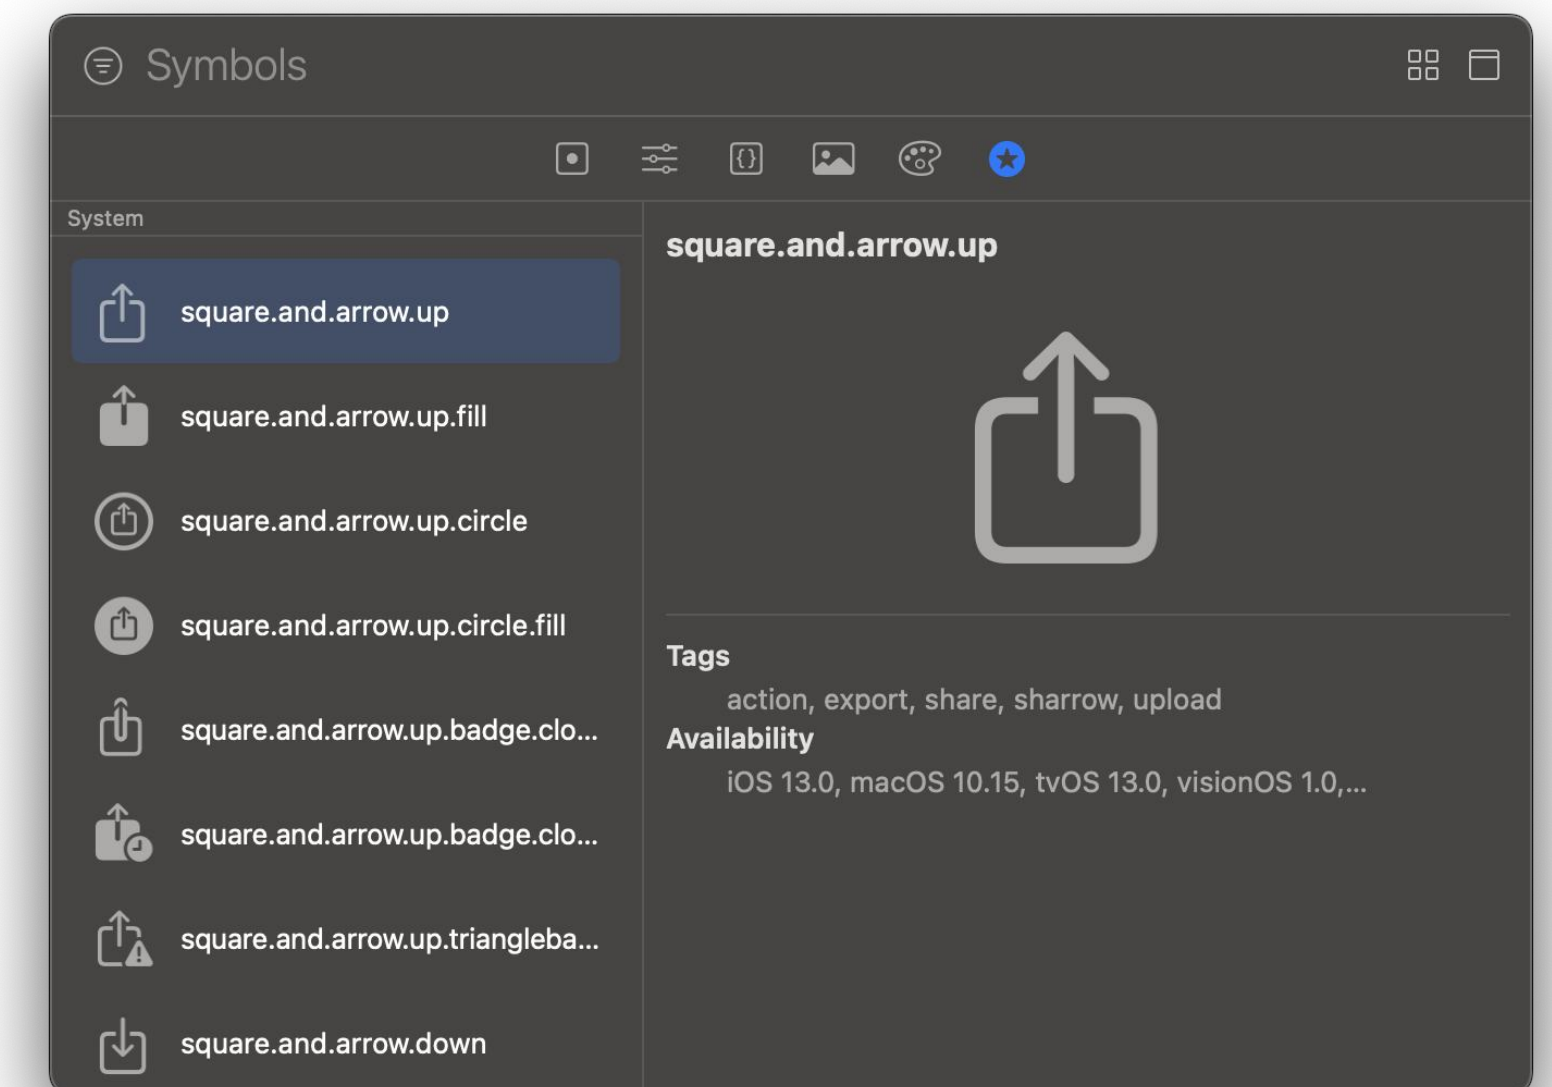 Symbols
System
square.and.arrow.up
square.and.arrow.up.fill
square.and.arrow.up.circle
square.and.arrow.up.circle.fill
square.and.arrow.up.badge.clo...
square.and.arrow.up.badge.clo...
square.and.arrow.up.triangleba...
square.and.arrow.down
square.and.arrow.up
Tags
action, export, share, sharrow, upload
Availability
iOS 13.0, macOS 10.15, tvOS 13.0, visionOS 1.0,...